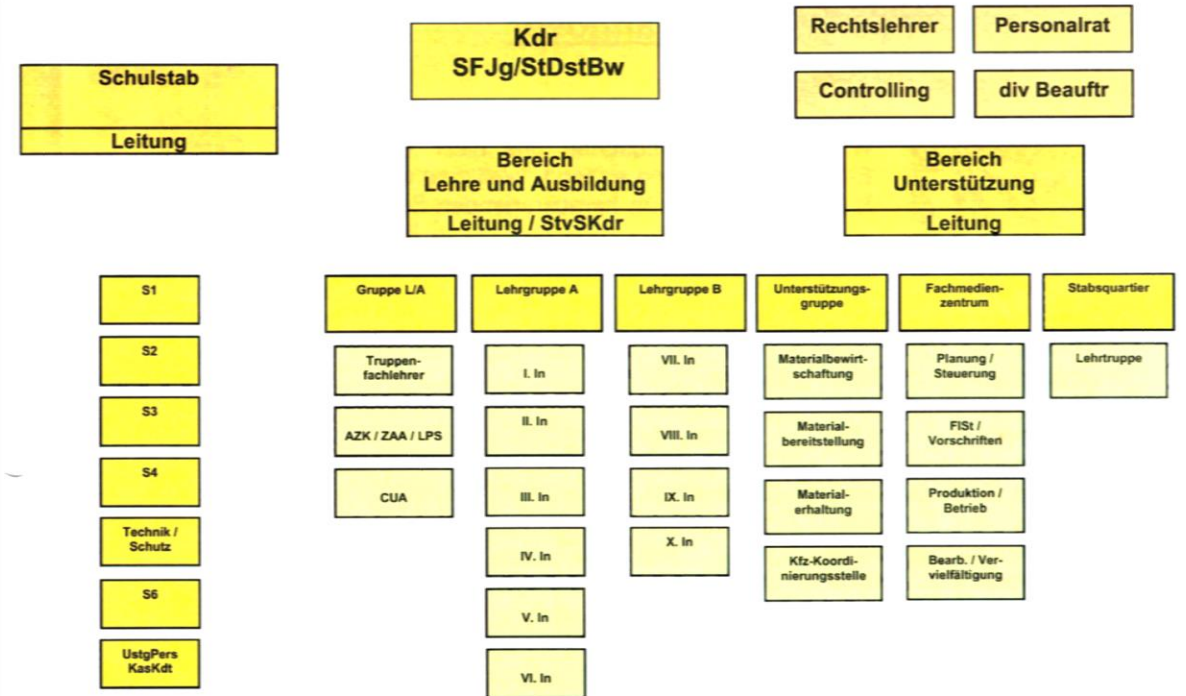 Kdr
SFJg/StDstBw
Rechtslehrer
Personalrat
Controlling
div Beauftr
Schulstab
Leitung
Bereich
Lehre und Ausbildung
Leitung / StvSKdr
Bereich
Unterstützung
Leitung
S1
S2
S3
S4
Technik /
Schutz
S6
UstgPers
KasKdt
Gruppe L/A
Truppen-
fachlehrer
AZK / ZAA / LPS
CUA
Lehrgruppe A
I. In
II. In
III. In
IV. In
V. In
VI. In
Lehrgruppe B
VII. In
VIII. In
IX. In
X. In
Unterstützungs-
gruppe
Materialbewirt-
schaftung
Material-
bereitstellung
Material-
erhaltung
Kfz-Koordi-
nierungsstelle
Fachmedien-
zentrum
Planung /
Steuerung
FlSt /
Vorschriften
Produktion /
Betrieb
Bearb. / Ver-
vielfältigung
Stabsquartier
Lehrtruppe